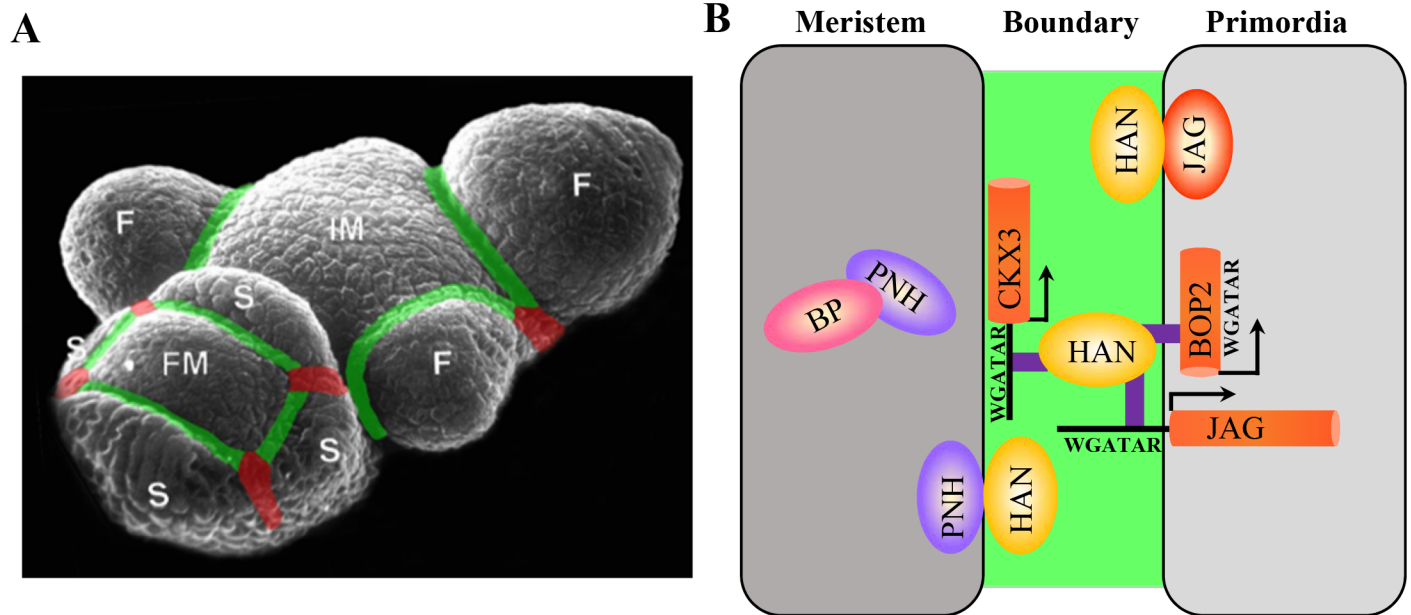 A
F
IM
F
S
S
FM
F
S
S
B
Meristem Boundary Primordia
HAN
JAG
CKX3
WGATAR
PNH
BP
HAN
BOP2
WGATAR
JAG
WGATAR
PNH
HAN